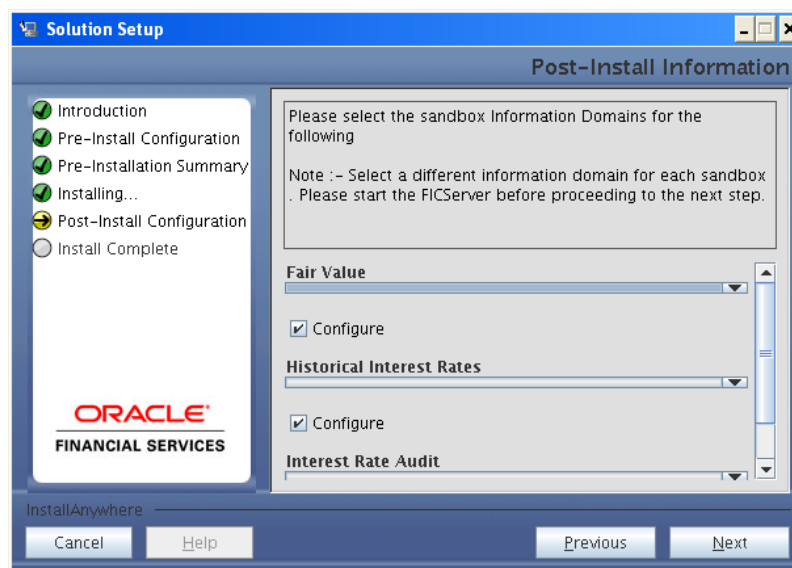 Solution Setup
Post-Install Information
Introduction
Pre-Install Configuration
Pre-Installation Summary
Installing...
Post-Install Configuration
Install Complete
ORACLE
FINANCIAL SERVICES
Please select the sandbox Information Domains for the
following
Note :- Select a different information domain for each sandbox
. Please start the FICServer before proceeding to the next step.
Fair Value
Configure
Historical Interest Rates
Configure
Interest Rate Audit
InstallAnywhere
Cancel
Help
Previous
Next